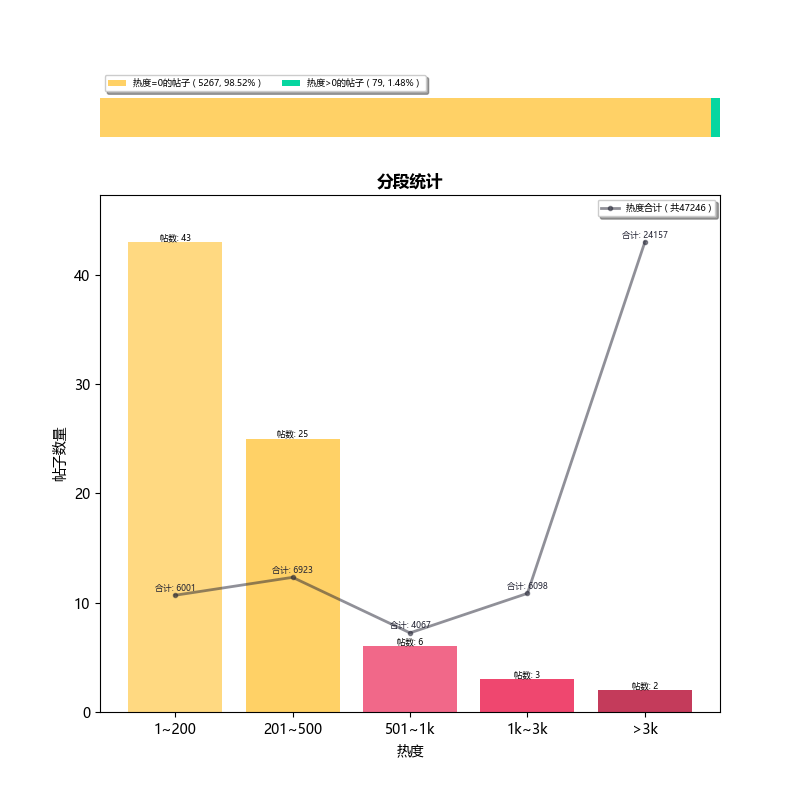 热度=0的帖子 ( 5267, 98.52% )
热度>0的帖子 ( 79, 1.48% )
分段统计
热度合计 ( 共47246 )
合计: 24157
帖数: 43
帖数: 25
合计: 6001
合计: 6923
合计: 4067
合计: 6098
帖数: 6
帖数: 3
帖数: 2
帖子数量
40
30
20
10
0
1~200
201~500
501~1k
1k~3k
>3k
热度